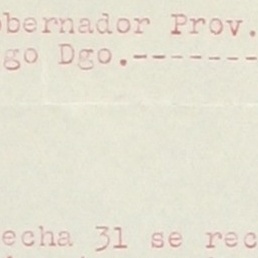 obernador Prov.
go Dgo.--------
echa 31 se rec